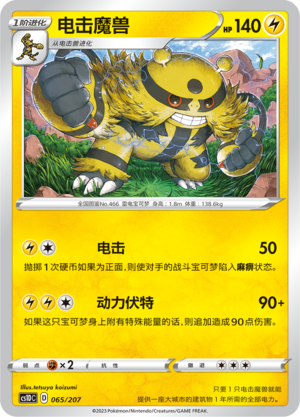 1阶进化
电击魔兽
HP 140
从电击兽进化
全国图鉴No.466 雷电宝可梦 身高：1.8m 体重：138.6kg
电击 50
抛掷1次硬币如果为正面，则使对手的战斗宝可梦陷入麻痹状态。
动力伏特 90+
如果这只宝可梦身上附有特殊能量的话，则追加造成90点伤害。
弱点 ×2 抗性 撤退
Illus.tetsuya koizumi
CS1DC D 065/207
只要1只电击魔兽就能
提供一座大城市的建筑物1年所需的全部电力。
©2023 Pokémon/Nintendo/Creatures/GAME FREAK.